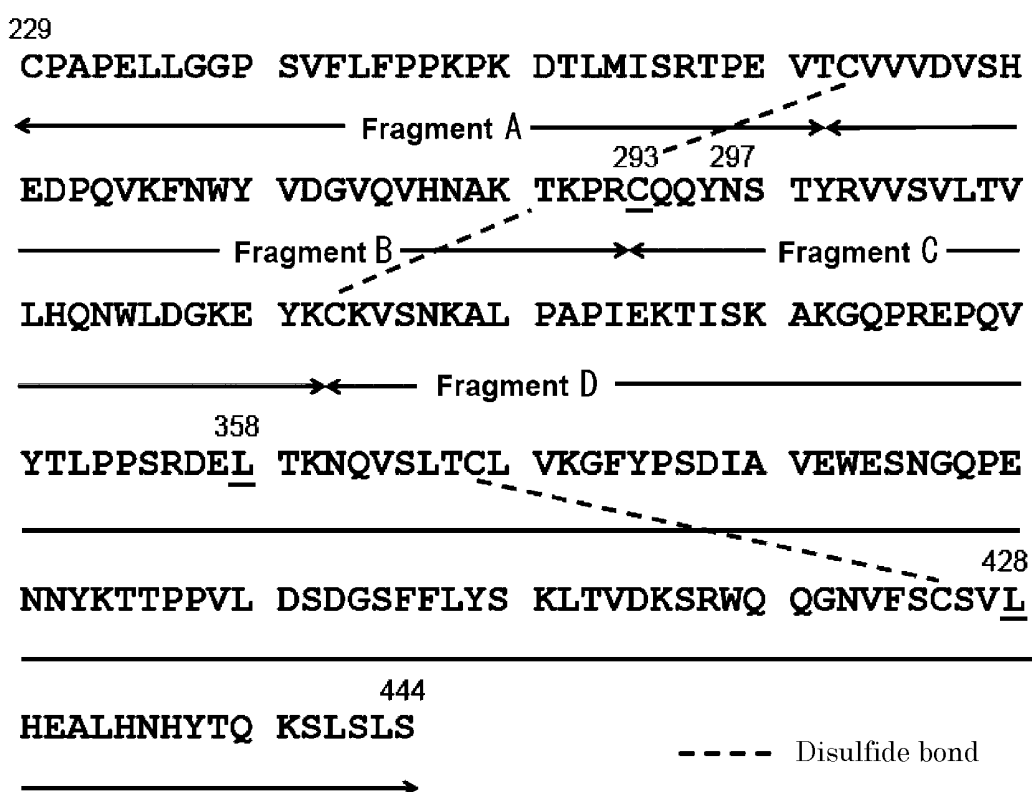 229
CPAPELLGGP SVFLFPPKPK DTLMISRTPE VTCVVVDVSH
Fragment A
293 297
EDPQVKFNWY VDGVQVHNAK TKPRCQQYNS TYRVVSVLTV
Fragment B Fragment C
LHQNWLDGKE YKCKVSNKAL PAPIEKTISK AKGQPREPQV
Fragment D
358
YTLPPSRDEL TKNQVSLTCL VKGFYPSDIA VEWESNGQPE
428
NNYKTTPPVL DSDGSFFLYS KLTVDKSRWQ QGNVFSCSVL
444
HEALHNHYTQ KSLSLS
Disulfide bond